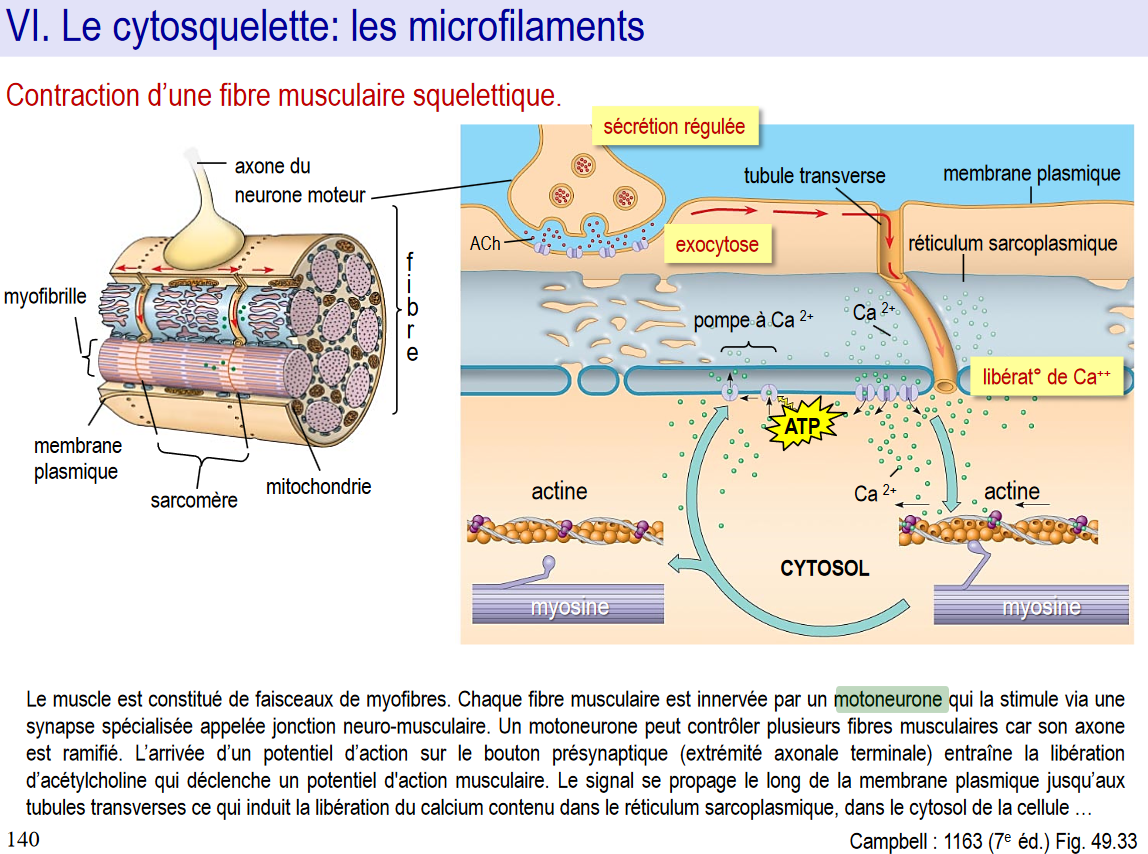 VI. Le cytosquelette: les microfilaments
Contraction d’une fibre musculaire squelettique.
axone du
neurone moteur
myofibrille
fibre
membrane
plasmique
sarcomère
mitochondrie
sécrétion régulée
tubule transverse
membrane plasmique
ACh
exocytose
réticulum sarcoplasmique
pompe à Ca 2+
Ca 2+
libérat° de Ca++
ATP
actine
Ca 2+
actine
CYTOSOL
myosine
myosine
Le muscle est constitué de faisceaux de myofibres. Chaque fibre musculaire est innervée par un motoneurone qui la stimule via une
synapse spécialisée appelée jonction neuro-musculaire. Un motoneurone peut contrôler plusieurs fibres musculaires car son axone
est ramifié. L’arrivée d’un potentiel d’action sur le bouton présynaptique (extrémité axonale terminale) entraîne la libération
d’acétylcholine qui déclenche un potentiel d'action musculaire. Le signal se propage le long de la membrane plasmique jusqu’aux
tubules transverses ce qui induit la libération du calcium contenu dans le réticulum sarcoplasmique, dans le cytosol de la cellule …
140
Campbell : 1163 (7e éd.) Fig. 49.33